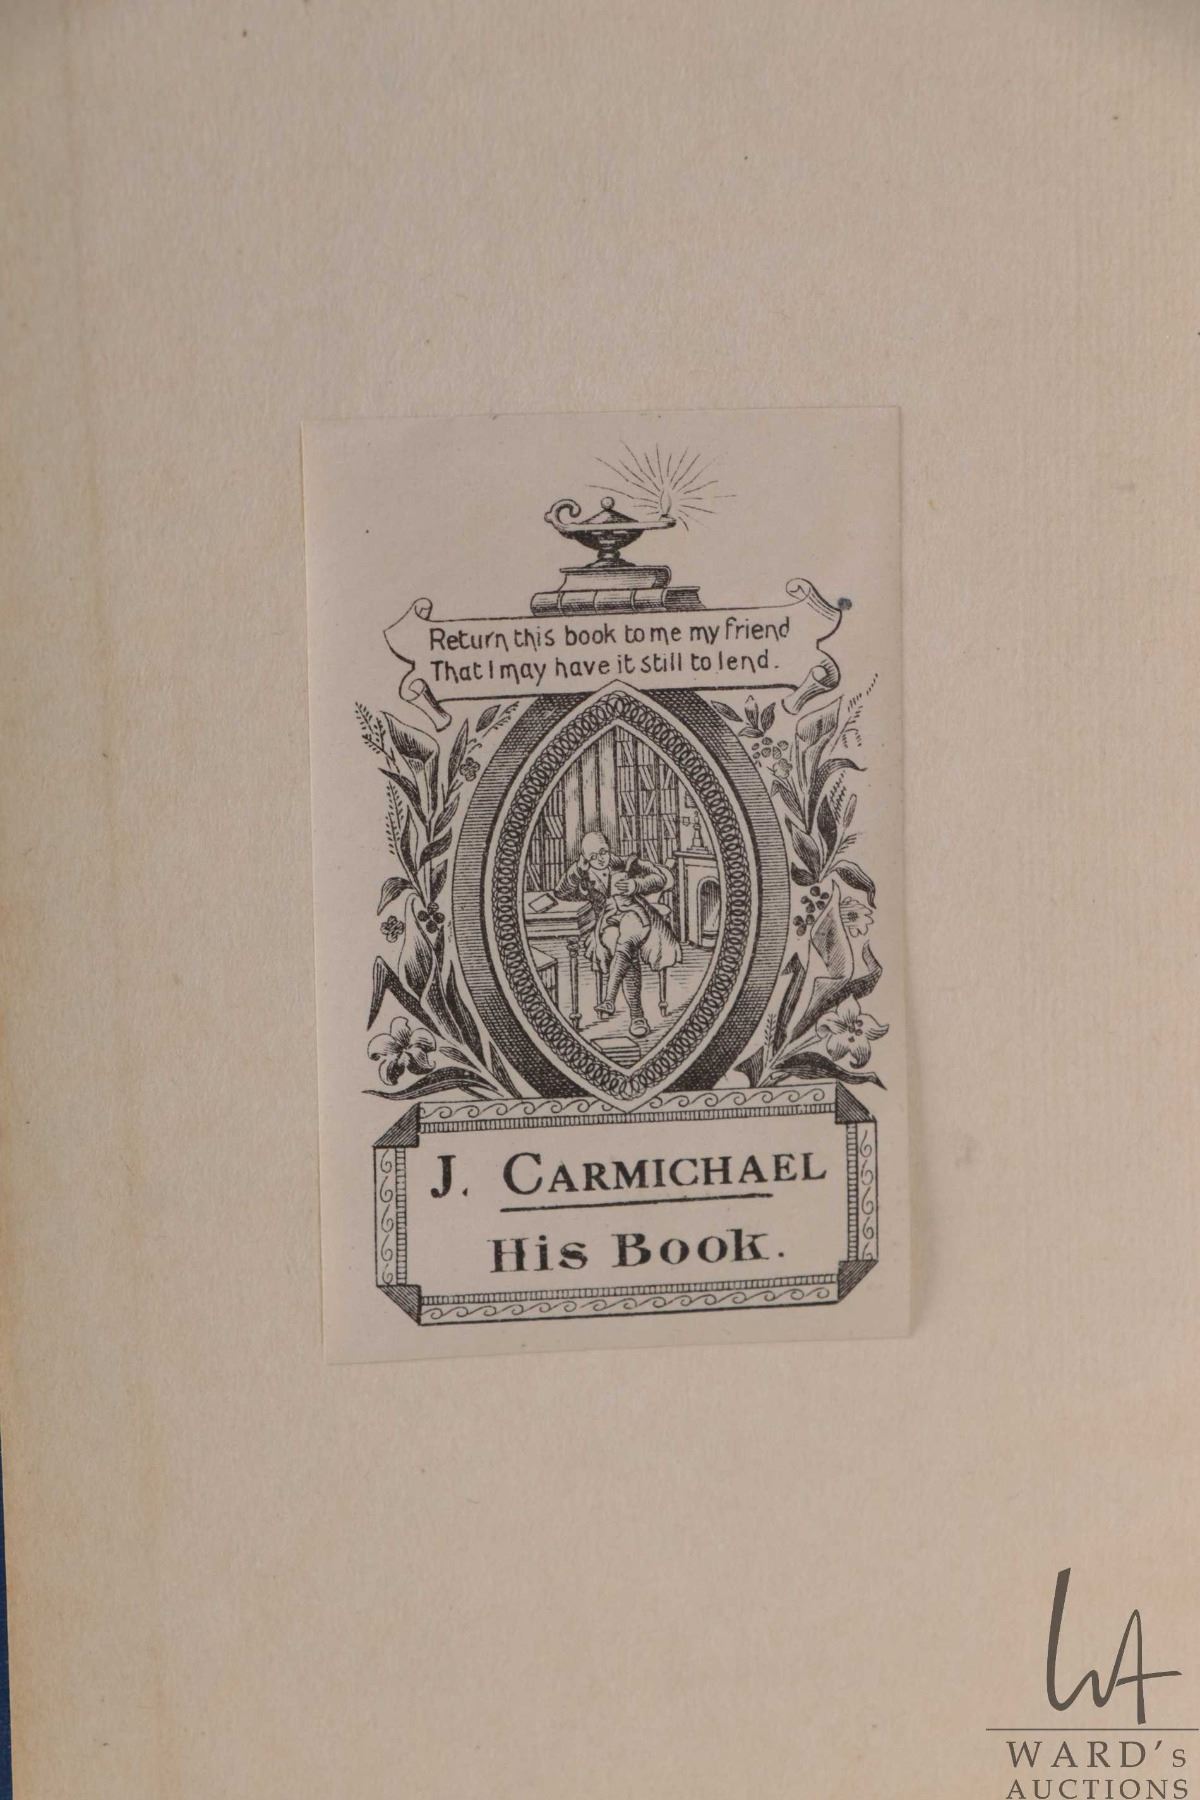 Return this book to me my friend
That I may have it still to lend.
J. CARMICHAEL
His Book.
WA
WARD's
AUCTIONS